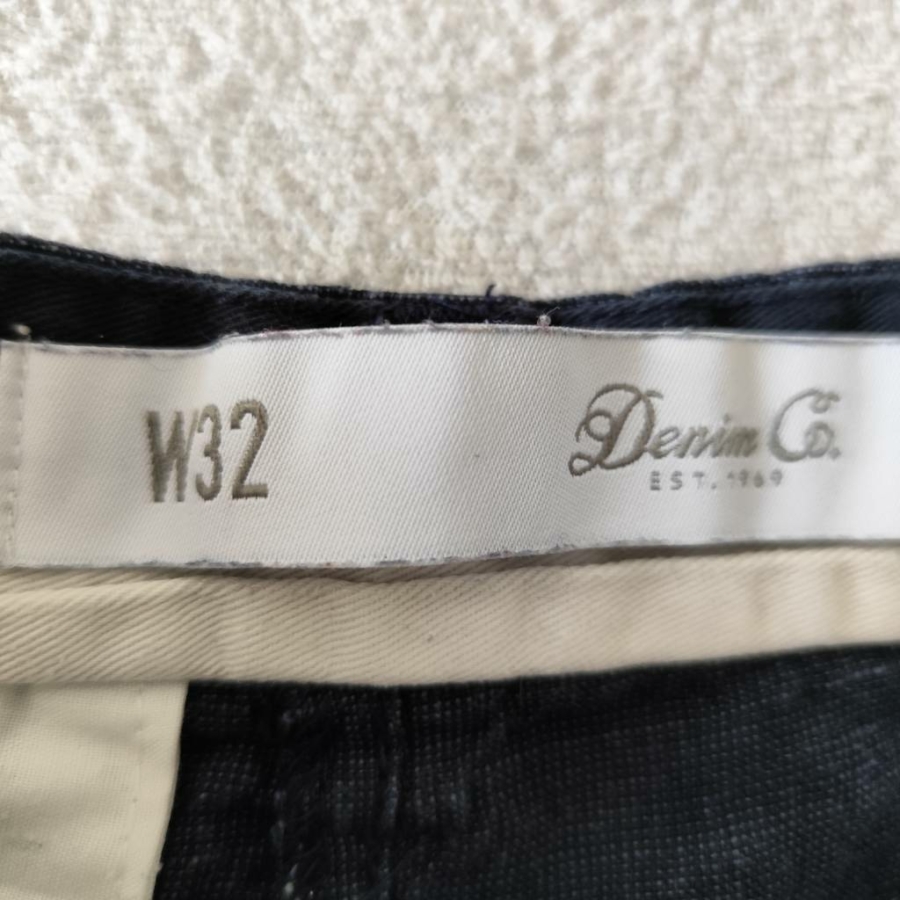 W32
Denim Co.
EST. 1969